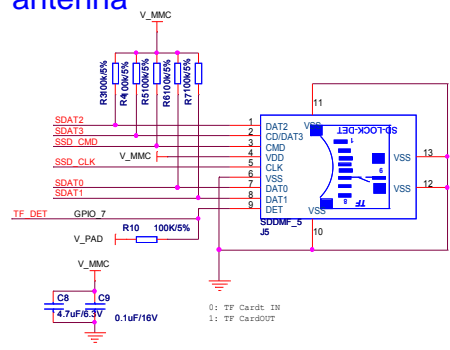 antenna
V_MMC
R3100k/5%
R4100k/5%
R5100k/5%
R6100k/5%
R7100k/5%
11
VSS
SD-LOCK-DET
SDAT2
1
DAT2
SDAT3
2
CD/DAT3
SSD_CMD
3
CMD
V_MMC
4
VDD
SSD_CLK
5
CLK
6
VSS
SDAT0
7
DAT0
SDAT1
8
DAT1
9
DET
1
9
8
TF
VSS
13
VSS
12
VSS
10
TF_DET
GPIO_7
SDDMF_5
J5
R10
100K/5%
V_PAD
V_MMC
C8
C9
4.7uF/6.3V
0.1uF/16V
0: TF Cardt IN
1: TF CardOUT